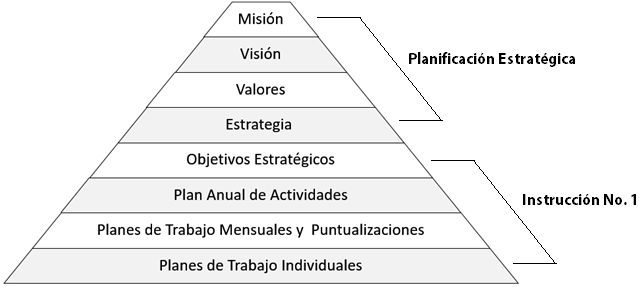 Misión
Visión
Valores
Estrategia
Objetivos Estratégicos
Plan Anual de Actividades
Planes de Trabajo Mensuales y Puntualizaciones
Planes de Trabajo Individuales
Planificación Estratégica
Instrucción No. 1